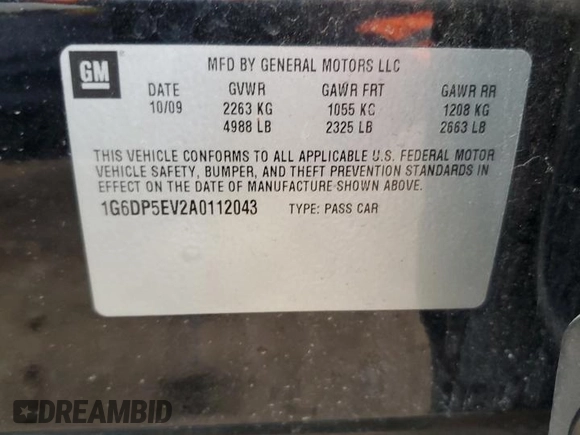 GM
MFD BY GENERAL MOTORS LLC
DATE GVWR GAWR FRT GAWR RR
10/09 2263 KG 1055 KG 1208 KG
4988 LB 2325 LB 2663 LB
THIS VEHICLE CONFORMS TO ALL APPLICABLE U.S. FEDERAL MOTOR
VEHICLE SAFETY, BUMPER, AND THEFT PREVENTION STANDARDS IN
EFFECT ON THE DATE OF MANUFACTURE SHOWN ABOVE.
1G6DP5EV2A0112043 TYPE: PASS CAR
DREAMBID